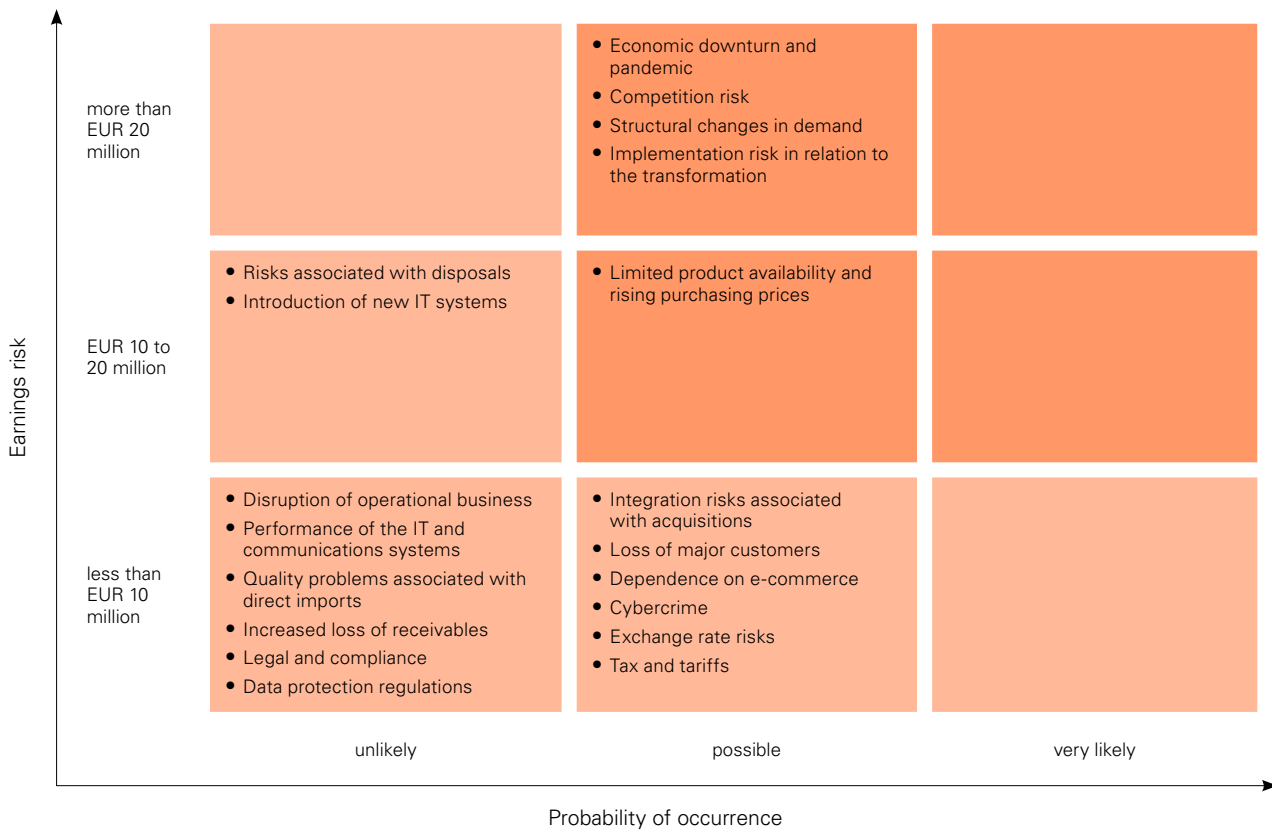 Earnings risk
more than
EUR 20
million
• Economic downturn and
pandemic
• Competition risk
• Structural changes in demand
• Implementation risk in relation to
the transformation
EUR 10 to
20 million
• Risks associated with disposals
• Introduction of new IT systems
• Limited product availability and
rising purchasing prices
less than
EUR 10
million
• Disruption of operational business
• Performance of the IT and
communications systems
• Quality problems associated with
direct imports
• Increased loss of receivables
• Legal and compliance
• Data protection regulations
• Integration risks associated
with acquisitions
• Loss of major customers
• Dependence on e-commerce
• Cybercrime
• Exchange rate risks
• Tax and tariffs
unlikely
possible
very likely
Probability of occurrence